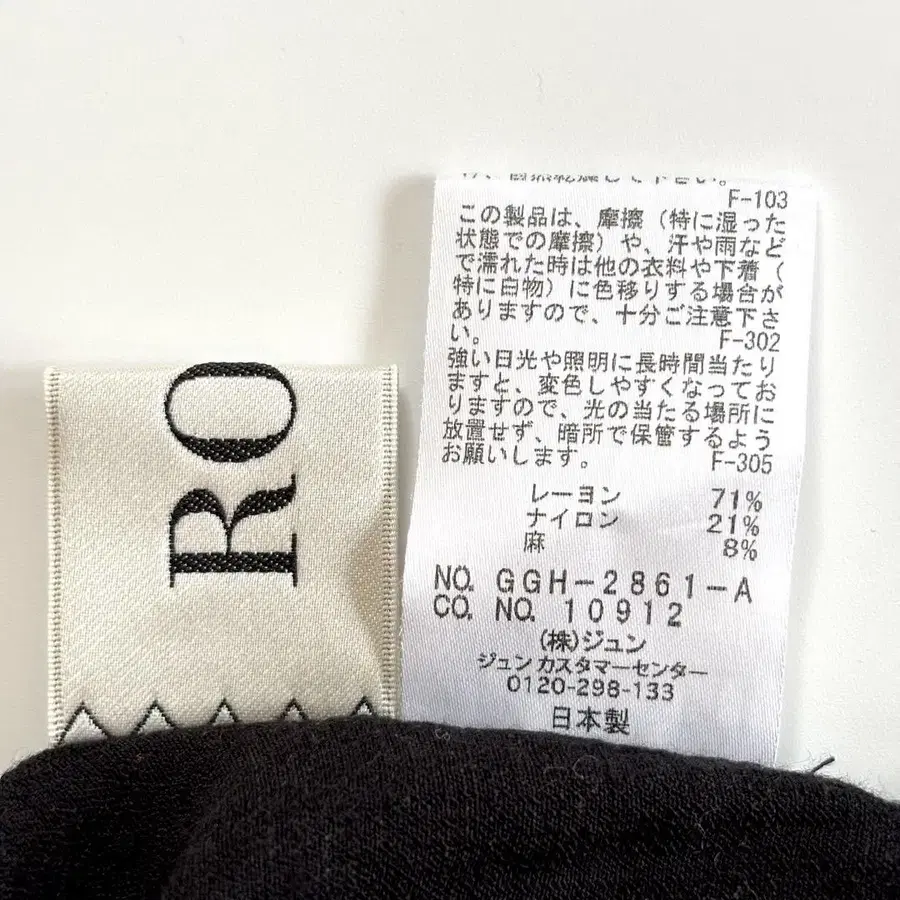 RO
F-103
この製品は、摩擦（特に湿った
状態での摩擦）や、汗や雨など
で濡れた時は他の衣料や下着（
特に白物）に色移りする場合が
ありますので、十分ご注意下さ
い。 F-302
強い日光や照明に長時間当たり
ますと、変色しやすくなってお
りますので、光の当たる場所に
放置せず、暗所で保管するよう
お願いします。 F-305
レーヨン 71%
ナイロン 21%
麻 8%
NO. GGH-2861-A
CO. NO. 10912
(株)ジュン
ジュン カスタマーセンター
0120-298-133
日本製